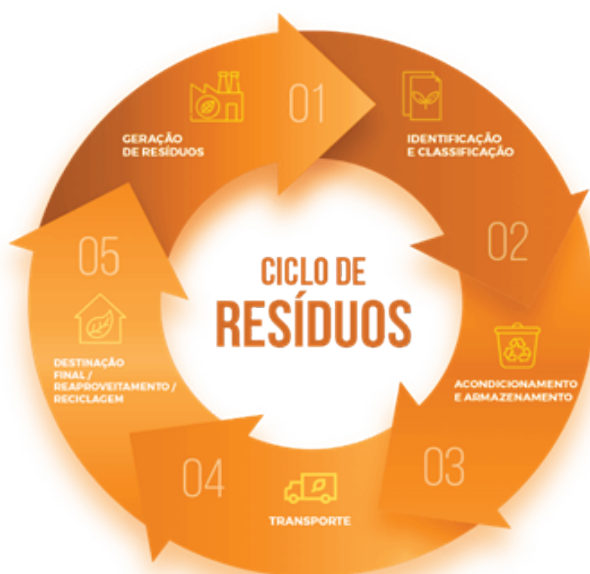 CICLO DE
RESÍDUOS
01
GERAÇÃO
DE RESÍDUOS
02
IDENTIFICAÇÃO
E CLASSIFICAÇÃO
03
ACONDICIONAMENTO
E ARMAZENAMENTO
04
TRANSPORTE
05
DESTINAÇÃO
FINAL /
REAPROVEITAMENTO /
RECICLAGEM